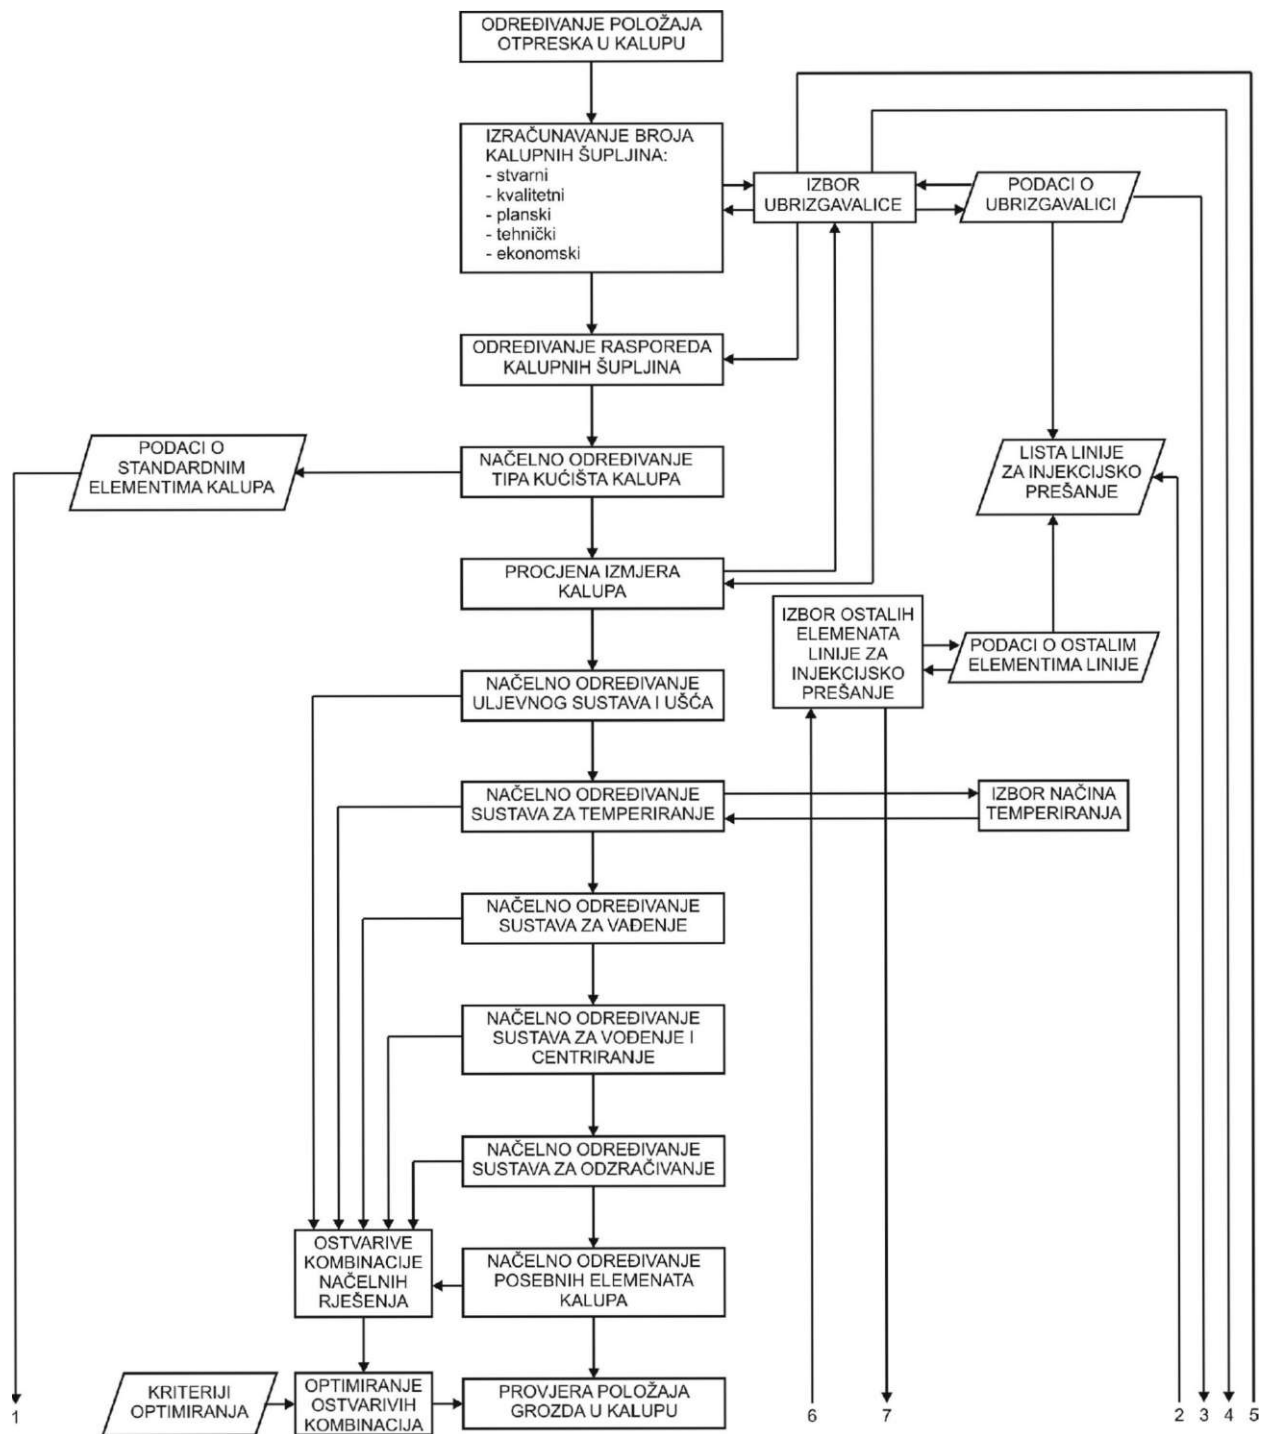 ODREĐIVANJE POLOŽAJA
OTPRESKA U KALUPU
IZRAČUNAVANJE BROJA
KALUPNIH ŠUPLJINA:
- stvarni
- kvalitetni
- planski
- tehnički
- ekonomski
IZBOR
UBRIZGAVALICE
PODACI O
UBRIZGAVALICI
ODREĐIVANJE RASPOREDA
KALUPNIH ŠUPLJINA
PODACI O
STANDARDNIM
ELEMENTIMA KALUPA
NAČELNO ODREĐIVANJE
TIPA KUĆIŠTA KALUPA
LISTA LINIJE
ZA INJEKCIJSKO
PREŠANJE
PROCJENA IZMJERA
KALUPA
IZBOR OSTALIH
ELEMENATA
LINIJE ZA
INJEKCIJSKO
PREŠANJE
PODACI O OSTALIM
ELEMENTIMA LINIJE
NAČELNO ODREĐIVANJE
ULJEVNOG SUSTAVA I UŠĆA
NAČELNO ODREĐIVANJE
SUSTAVA ZA TEMPERIRANJE
IZBOR NAČINA
TEMPERIRANJA
NAČELNO ODREĐIVANJE
SUSTAVA ZA VAĐENJE
NAČELNO ODREĐIVANJE
SUSTAVA ZA VOĐENJE I
CENTRIRANJE
NAČELNO ODREĐIVANJE
SUSTAVA ZA ODZRAČIVANJE
OSTVARIVE
KOMBINACIJE
NAČELNIH
RJEŠENJA
NAČELNO ODREĐIVANJE
POSEBNIH ELEMENATA
KALUPA
KRITERIJI
OPTIMIRANJA
OPTIMIRANJE
OSTVARIVIH
KOMBINACIJA
PROVJERA POLOŽAJA
GROZDA U KALUPU
1 6 7 2 3 4 5